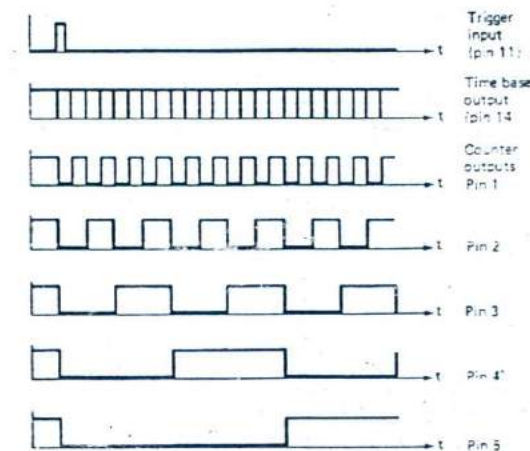 Trigger
input
(pin 11)
t
Time base
output
(pin 14
t
Counter
outputs
Pin 1
t
Pin 2
t
Pin 3
t
Pin 4
t
Pin 5
t